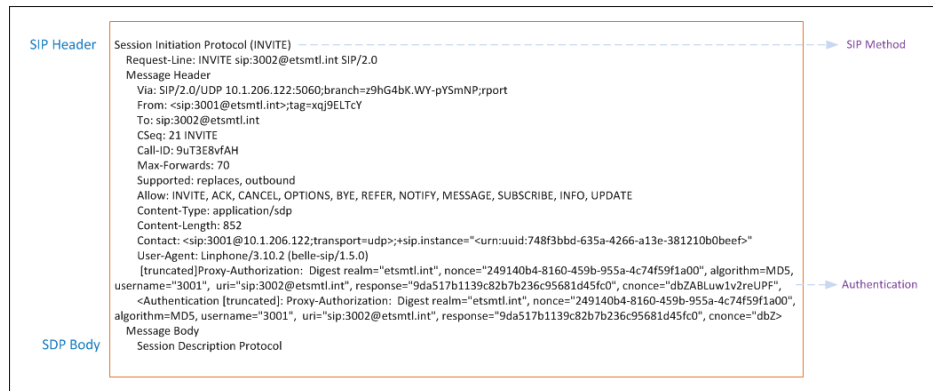 SIP Header
Session Initiation Protocol (INVITE)
SIP Method
Request-Line: INVITE sip:3002@etsmtl.int SIP/2.0
Message Header
Via: SIP/2.0/UDP 10.1.206.122:5060;branch=z9hG4bK.WY-pYSmNP;rport
From: <sip:3001@etsmtl.int>;tag=xqj9ELTcY
To: sip:3002@etsmtl.int
CSeq: 21 INVITE
Call-ID: 9uT3E8vfAH
Max-Forwards: 70
Supported: replaces, outbound
Allow: INVITE, ACK, CANCEL, OPTIONS, BYE, REFER, NOTIFY, MESSAGE, SUBSCRIBE, INFO, UPDATE
Content-Type: application/sdp
Content-Length: 852
Contact: <sip:3001@10.1.206.122;transport=udp>;+sip.instance="<urn:uuid:748f3bbd-635a-4266-a13e-381210b0beef>"
User-Agent: Linphone/3.10.2 (belle-sip/1.5.0)
[truncated]Proxy-Authorization: Digest realm="etsmtl.int", nonce="249140b4-8160-459b-955a-4c74f59f1a00", algorithm=MD5,
username="3001", uri="sip:3002@etsmtl.int", response="9da517b1139c82b7b236c95681d45fc0", cnonce="dbZABLuw1v2reUPF",
Authentication
<Authentication [truncated]: Proxy-Authorization: Digest realm="etsmtl.int", nonce="249140b4-8160-459b-955a-4c74f59f1a00",
algorithm=MD5, username="3001", uri="sip:3002@etsmtl.int", response="9da517b1139c82b7b236c95681d45fc0", cnonce="dbZ>
Message Body
SDP Body
Session Description Protocol